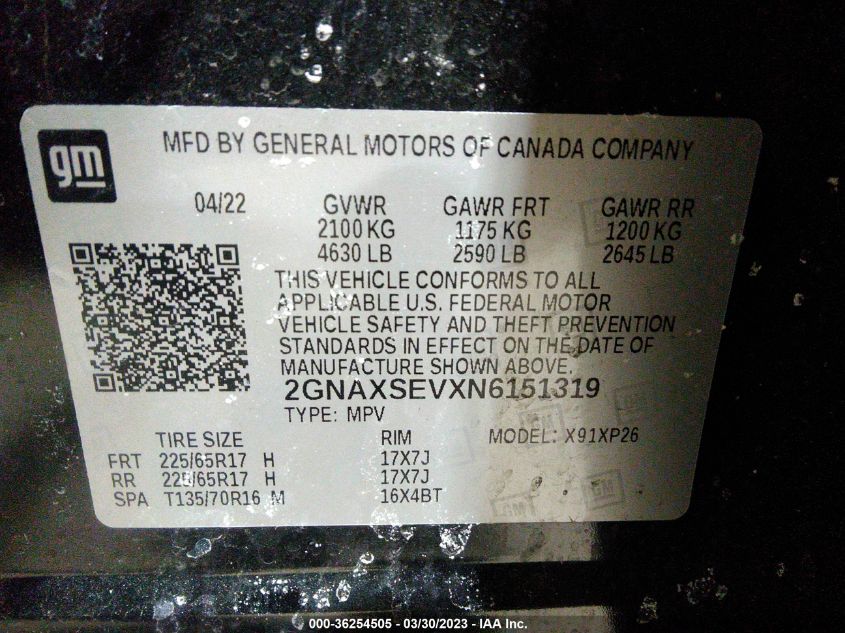 gm
MFD BY GENERAL MOTORS OF CANADA COMPANY
04/22 GVWR GAWR FRT GAWR RR
2100 KG 1175 KG 1200 KG
4630 LB 2590 LB 2645 LB
THIS VEHICLE CONFORMS TO ALL
APPLICABLE U.S. FEDERAL MOTOR
VEHICLE SAFETY AND THEFT PREVENTION
STANDARDS IN EFFECT ON THE DATE OF
MANUFACTURE SHOWN ABOVE.
2GNAXSEVXN6151319
TYPE: MPV
TIRE SIZE RIM MODEL: X91XP26
FRT 225/65R17 H 17X7J
RR 225/65R17 H 17X7J
SPA T135/70R16 M 16X4BT
GM GM
000-36254505 - 03/30/2023 - IAA Inc.